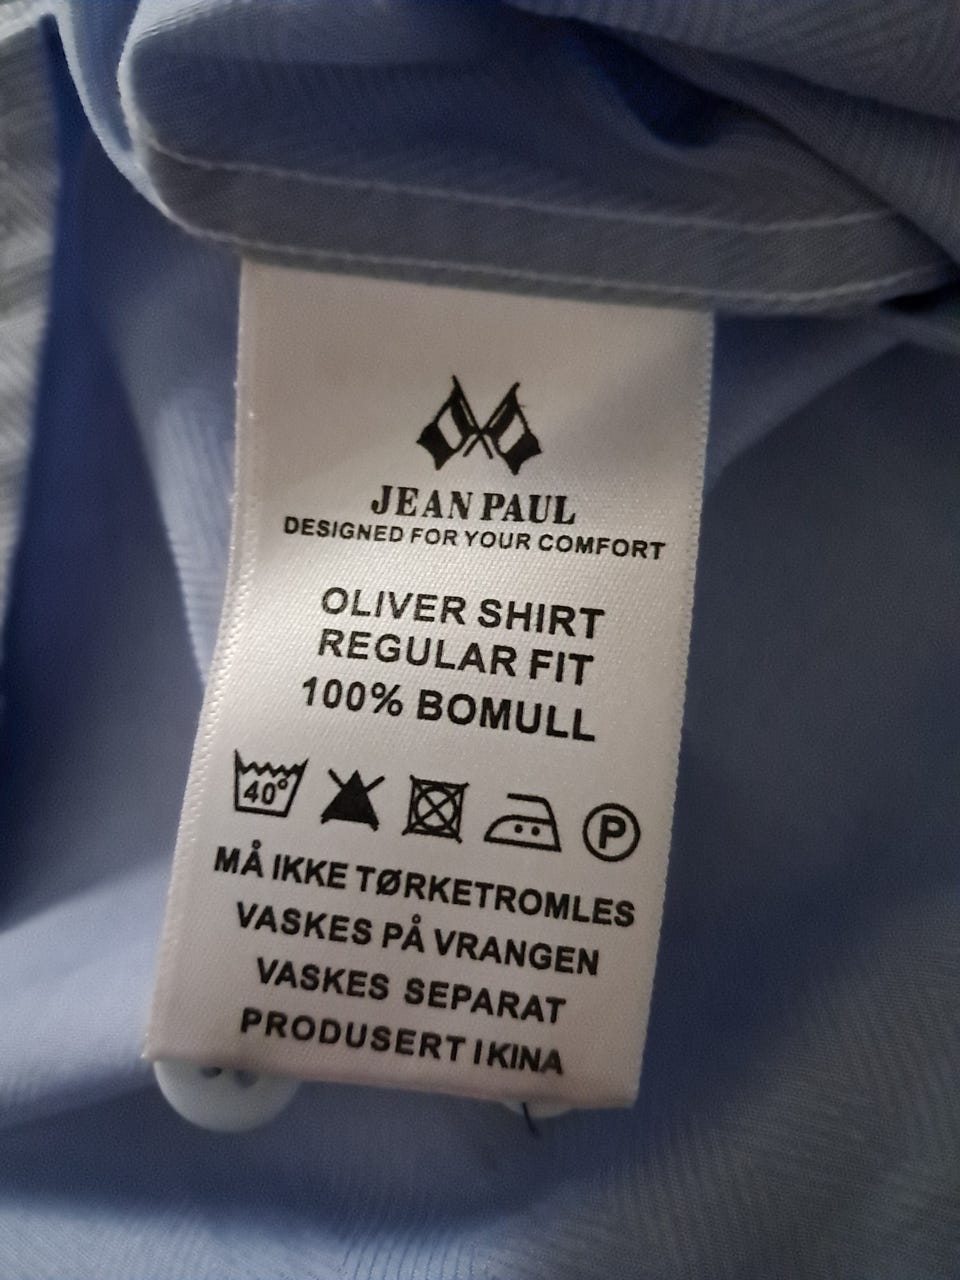 JEAN PAUL
DESIGNED FOR YOUR COMFORT
OLIVER SHIRT
REGULAR FIT
100% BOMULL
40° P
MÅ IKKE TØRKETROMLES
VASKES PÅ VRANGEN
VASKES SEPARAT
PRODUSERT I KINA